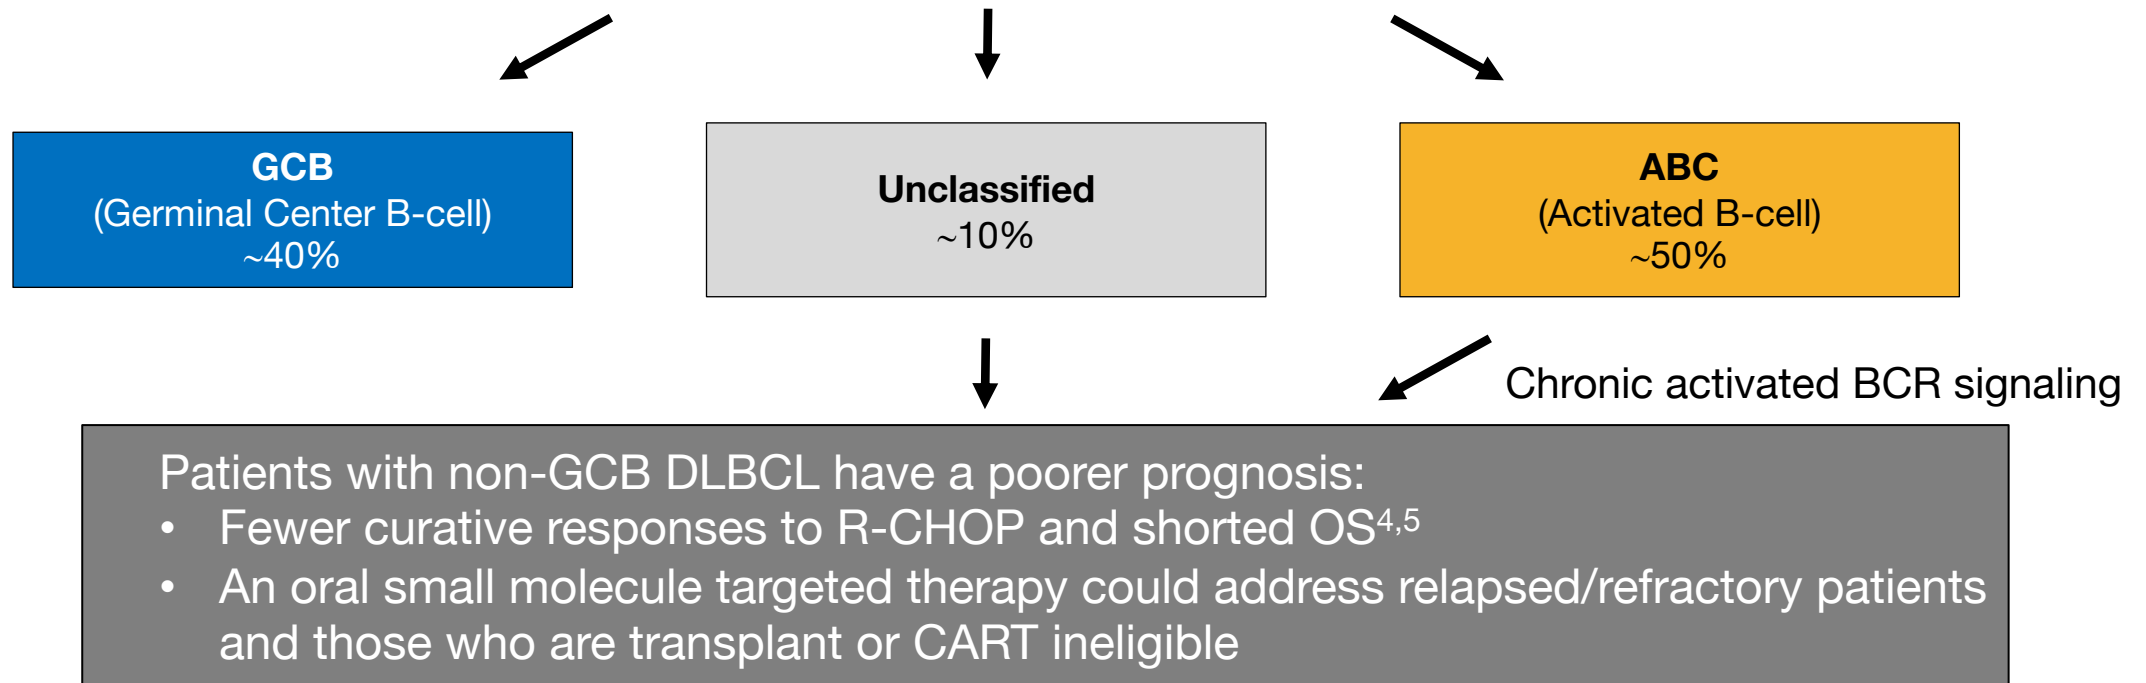 GCB
(Germinal Center B-cell)
~40%
Unclassified
~10%
ABC
(Activated B-cell)
~50%
Chronic activated BCR signaling
Patients with non-GCB DLBCL have a poorer prognosis:
• Fewer curative responses to R-CHOP and shorted OS4,5
• An oral small molecule targeted therapy could address relapsed/refractory patients
and those who are transplant or CART ineligible